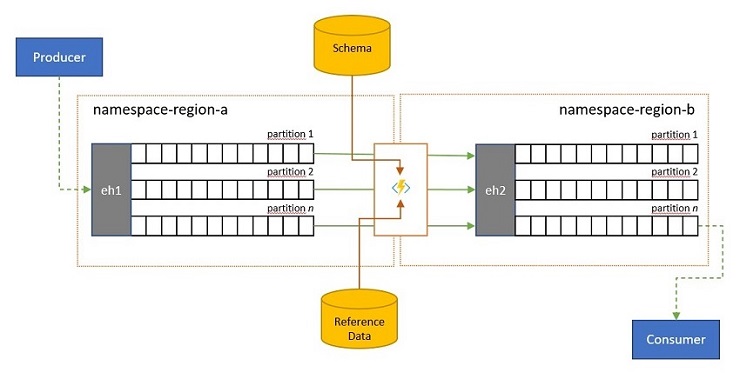 Producer
Schema
namespace-region-a
namespace-region-b
partition 1
partition 1
partition 2
partition 2
eh1
eh2
partition n
partition n
Reference
Data
Consumer